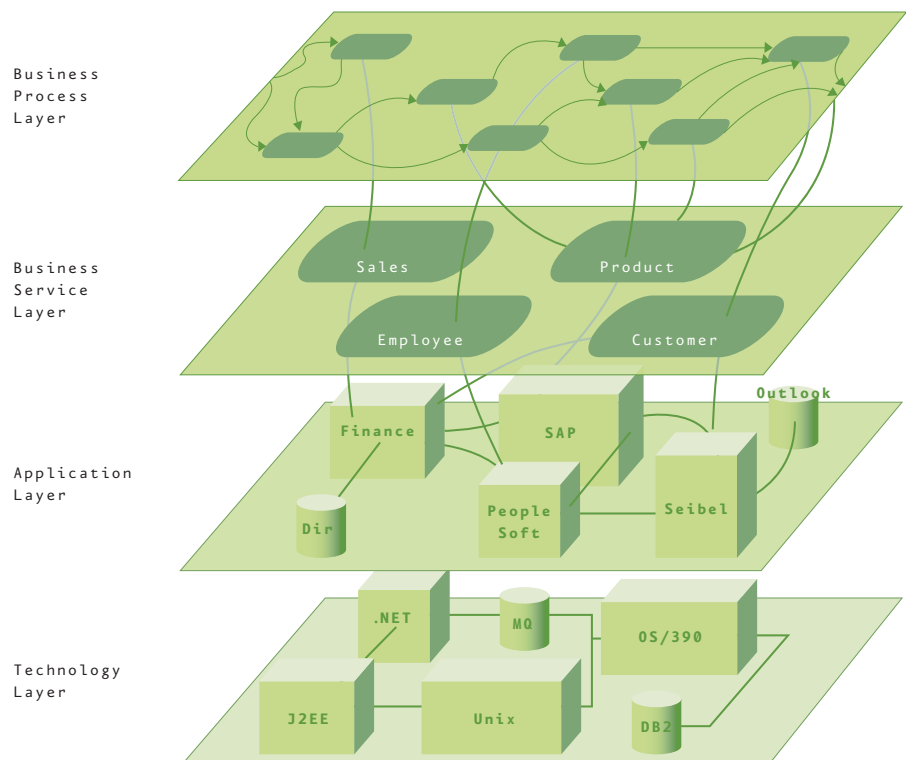 Business
Process
Layer
Business
Service
Layer
Sales
Product
Employee
Customer
Application
Layer
Outlook
Finance
SAP
People
Soft
Seibel
Dir
Technology
Layer
.NET
MQ
OS/390
J2EE
Unix
DB2